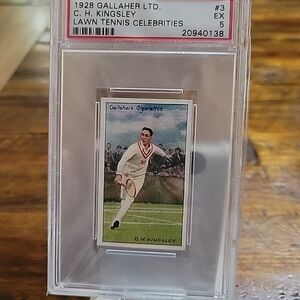 1928 GALLAHER LTD. #3
C. H. KINGSLEY EX
LAWN TENNIS CELEBRITIES 5
20940138
Gallaher's Cigarettes
C.H. KINGSLEY